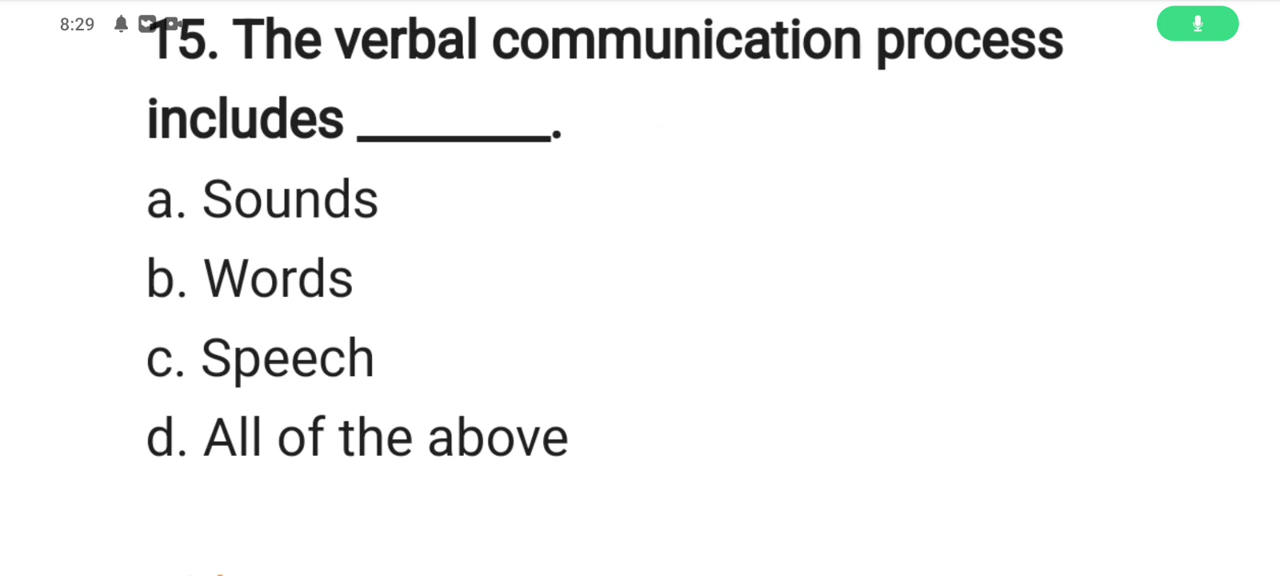 8:29
15. The verbal communication process
includes ________.
a. Sounds
b. Words
c. Speech
d. All of the above